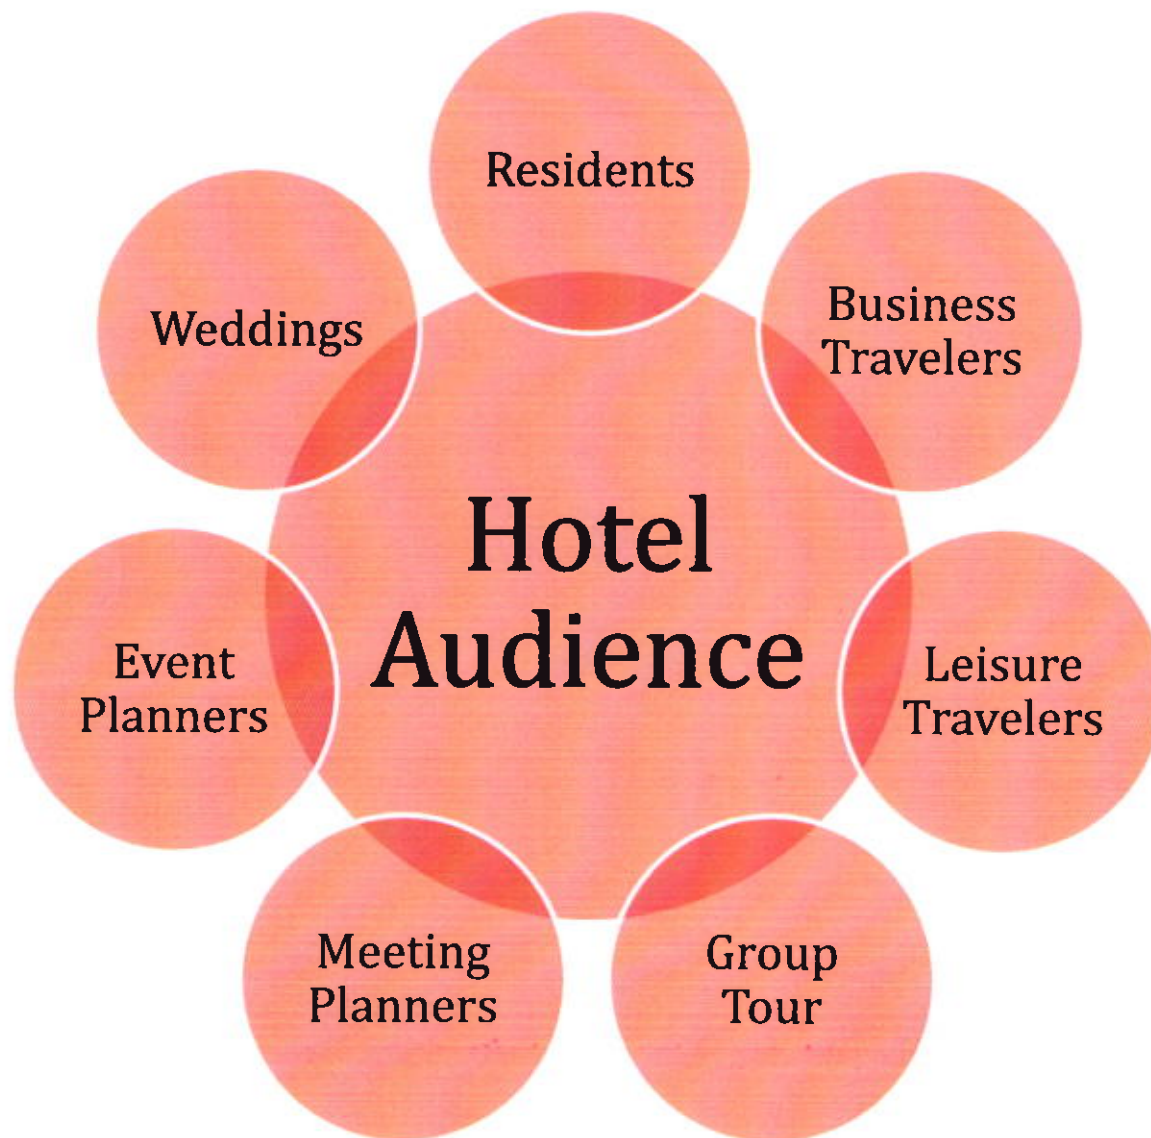 Residents
Business
Travelers
Leisure
Travelers
Group
Tour
Meeting
Planners
Event
Planners
Weddings
Hotel
Audience